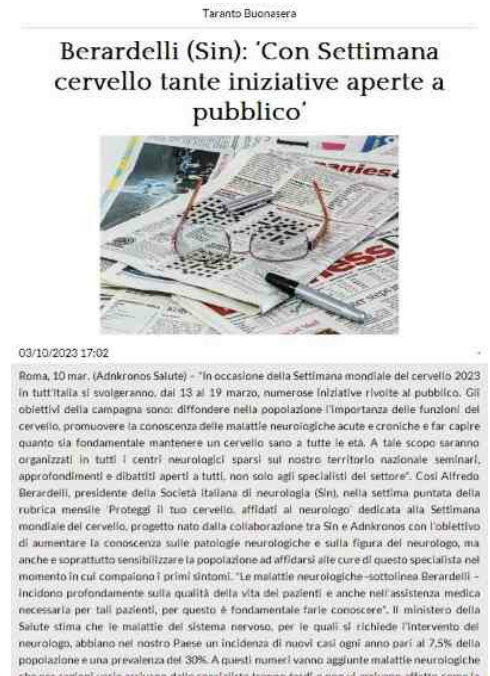 Taranto Buonasera
Berardelli (Sin): 'Con Settimana
cervello tante iniziative aperte a
pubblico'
03/10/2023 17:02
Roma, 10 mar. (Adnkronos Salute) - "In occasione della Settimana mondiale del cervello 2023
in tutt'Italia si svolgeranno, dal 13 al 19 marzo, numerose iniziative rivolte al pubblico. Gli
obiettivi della campagna sono: diffondere nella popolazione l'importanza delle funzioni del
cervello, promuovere la conoscenza delle malattie neurologiche acute e croniche e far capire
quanto sia fondamentale mantenere un cervello sano a tutte le età. A tale scopo saranno
organizzati in tutti i centri neurologici sparsi sul nostro territorio nazionale seminari,
approfondimenti e dibattiti aperti a tutti, non solo agli specialisti del settore". Così Alfredo
Berardelli, presidente della Società italiana di neurologia (Sin), nella settima puntata della
rubrica mensile 'Proteggi il tuo cervello, affidati al neurologo' dedicata alla Settimana
mondiale del cervello, progetto nato dalla collaborazione tra Sin e Adnkronos con l'obiettivo
di aumentare la conoscenza sulle patologie neurologiche e sulla figura del neurologo, ma
anche e soprattutto sensibilizzare la popolazione ad affidarsi alle cure di questo specialista nel
momento in cui compaiono i primi sintomi. "Le malattie neurologiche -sottolinea Berardelli -
incidono profondamente sulla qualità della vita dei pazienti e anche nell'assistenza medica
necessaria per tali pazienti, per questo è fondamentale farle conoscere". Il ministero della
Salute stima che le malattie del sistema nervoso, per le quali si richiede l'intervento del
neurologo, abbiano nel nostro Paese un incidenza di nuovi casi ogni anno pari al 7,5% della
popolazione e una prevalenza del 30%. A questi numeri vanno aggiunte malattie neurologiche